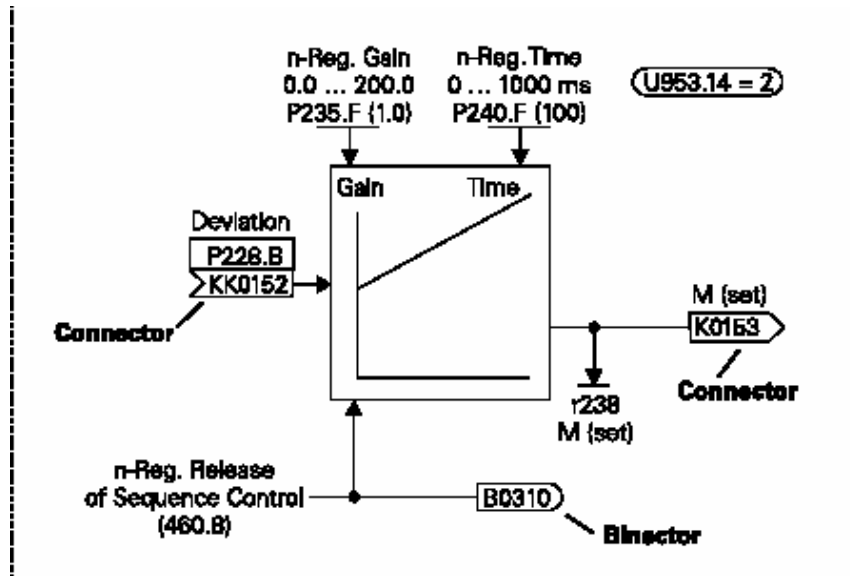 n-Reg. Gain
0.0 ... 200.0
P235.F (1.0)
n-Reg.Time
0 ... 1000 ms
P240.F (100)
U953.14 = 2
Gain
Time
Deviation
P226.B
KK0152
Connector
M (set)
K0153
Connector
r238
M (set)
n-Reg. Release
of Sequence Control
(460.8)
B0310
Binector